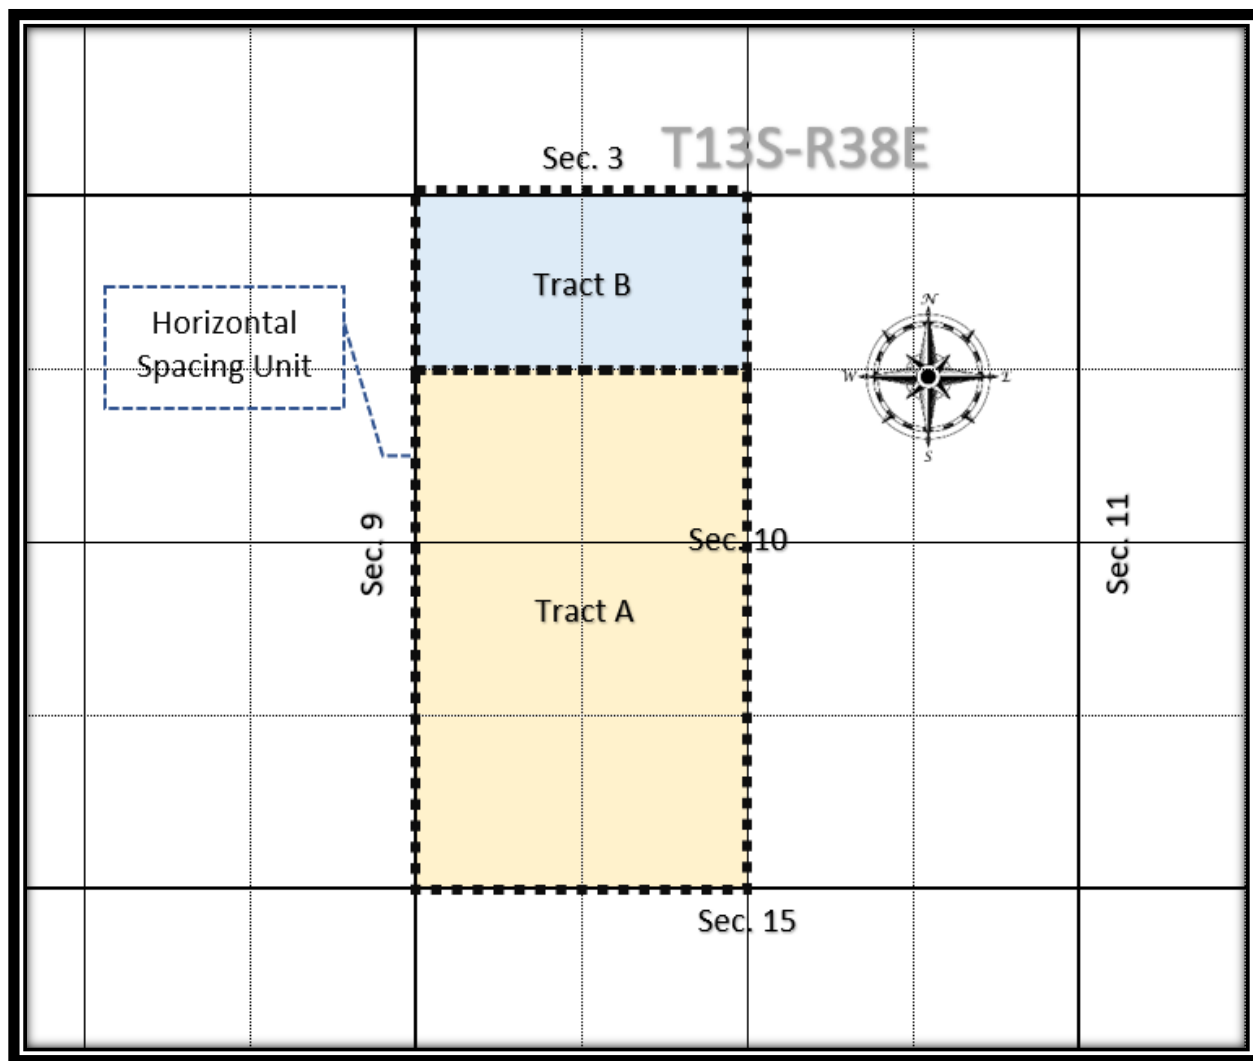 Sec. 3
T13S-R38E
Tract B
Horizontal
Spacing Unit
N
W
E
S
Sec. 9
Sec. 10
Sec. 11
Tract A
Sec. 15